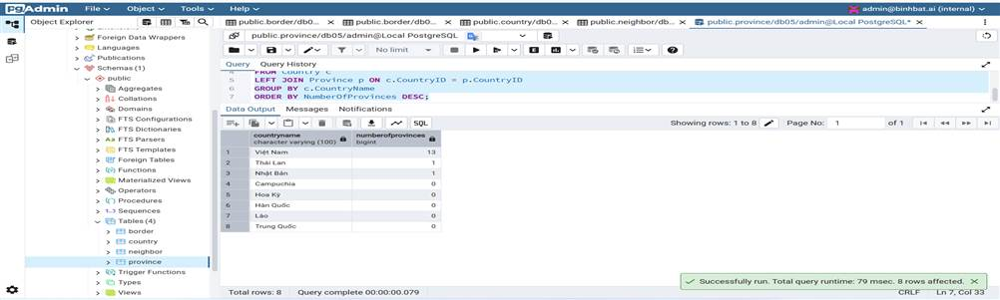 pgAdmin File Object Tools Help admin@binhbat.ai (internal)
Object Explorer public.border/db0... public.border/db0... public.country/db0... public.neighbor/db0... public.province/db05/admin@Local PostgreSQL*
public.province/db05/admin@Local PostgreSQL
No limit
Query Query History
FROM Country c
5 LEFT JOIN Province p ON c.CountryID = p.CountryID
6 GROUP BY c.CountryName
7 ORDER BY NumberOfProvinces DESC;
Data Output Messages Notifications
SQL Showing rows: 1 to 8 Page No: 1 of 1
countryname numberofprovinces
character varying (100) bigint
1 Việt Nam 13
2 Thái Lan 1
3 Nhật Bản 1
4 Campuchia 0
5 Hoa Kỳ 0
6 Hàn Quốc 0
7 Lào 0
8 Trung Quốc 0
Foreign Data Wrappers
Languages
Publications
Schemas (1)
public
Aggregates
Collations
Domains
FTS Configurations
FTS Dictionaries
FTS Parsers
FTS Templates
Foreign Tables
Functions
Materialized Views
Operators
Procedures
Sequences
Tables (4)
border
country
neighbor
province
Trigger Functions
Types
Views
Successfully run. Total query runtime: 79 msec. 8 rows affected.
Total rows: 8 Query complete 00:00:00.079 CRLF Ln 7, Col 33